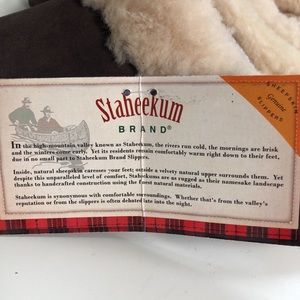 Staheekum
BRAND®
SHEEPSKIN
Genuine
SLIPPERS
In the high-mountain valley known as Staheekum, the rivers run cold, the mornings are brisk
and the winters come early. Yet its residents remain comfortably warm right down to their feet,
due in no small part to Staheekum Brand Slippers.
Inside, natural sheepskin caresses your feet; outside a velvety natural upper surrounds them. Yet
despite this unparalleled level of comfort, Staheekums are as rugged as their namesake landscape
thanks to handcrafted construction using the finest natural materials.
Staheekum is synonymous with comfortable surroundings. Whether that's from the valley's
reputation or from the slippers is often debated late into the night.